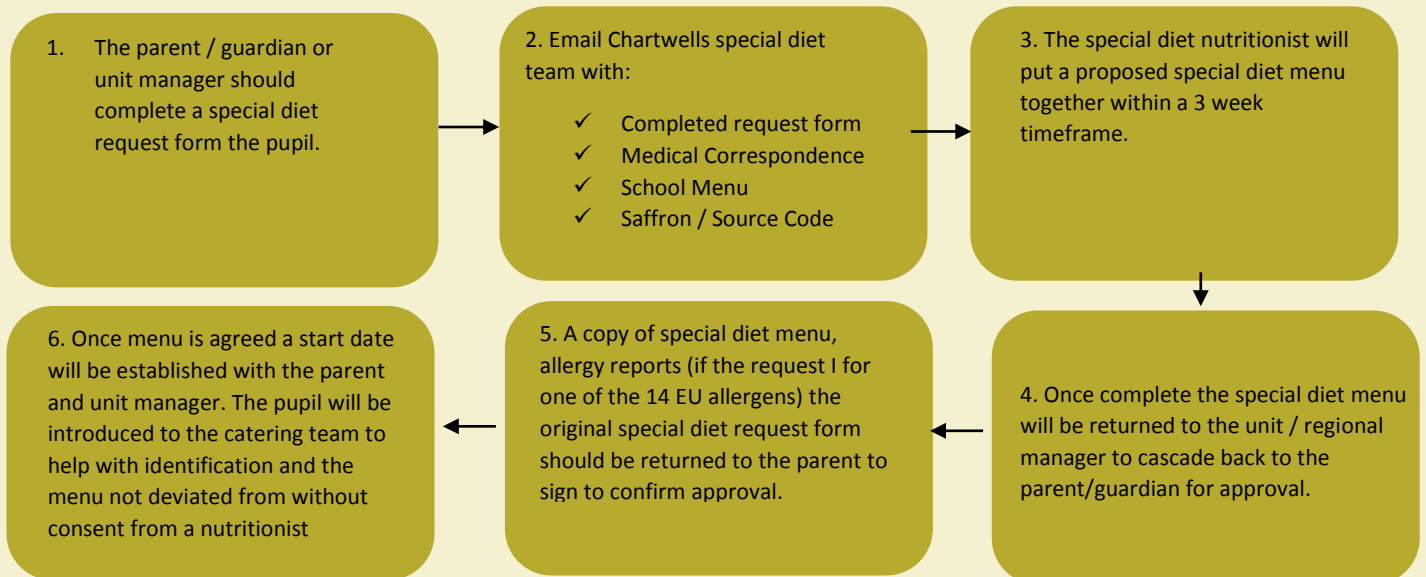 1. The parent / guardian or
unit manager should
complete a special diet
request form the pupil.
2. Email Chartwells special diet
team with:
✓ Completed request form
✓ Medical Correspondence
✓ School Menu
✓ Saffron / Source Code
3. The special diet nutritionist will
put a proposed special diet menu
together within a 3 week
timeframe.
4. Once complete the special diet menu
will be returned to the unit / regional
manager to cascade back to the
parent/guardian for approval.
5. A copy of special diet menu,
allergy reports (if the request I for
one of the 14 EU allergens) the
original special diet request form
should be returned to the parent to
sign to confirm approval.
6. Once menu is agreed a start date
will be established with the parent
and unit manager. The pupil will be
introduced to the catering team to
help with identification and the
menu not deviated from without
consent from a nutritionist